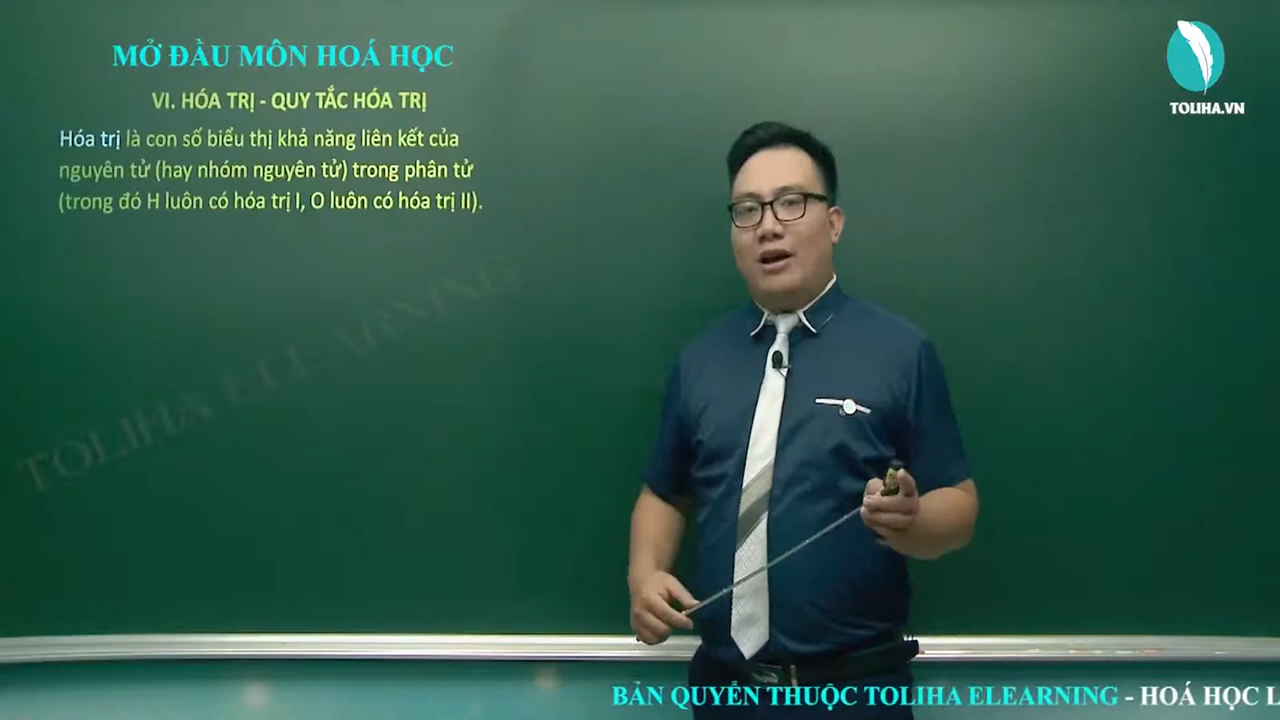 MỞ ĐẦU MÔN HOÁ HỌC
TOLIHA.VN
VI. HÓA TRỊ - QUY TẮC HÓA TRỊ
Hóa trị là con số biểu thị khả năng liên kết của
nguyên tử (hay nhóm nguyên tử) trong phân tử
(trong đó H luôn có hóa trị I, O luôn có hóa trị II).
TOLIHA ELEARNING
BẢN QUYỀN THUỘC TOLIHA ELEARNING - HOÁ HỌC L